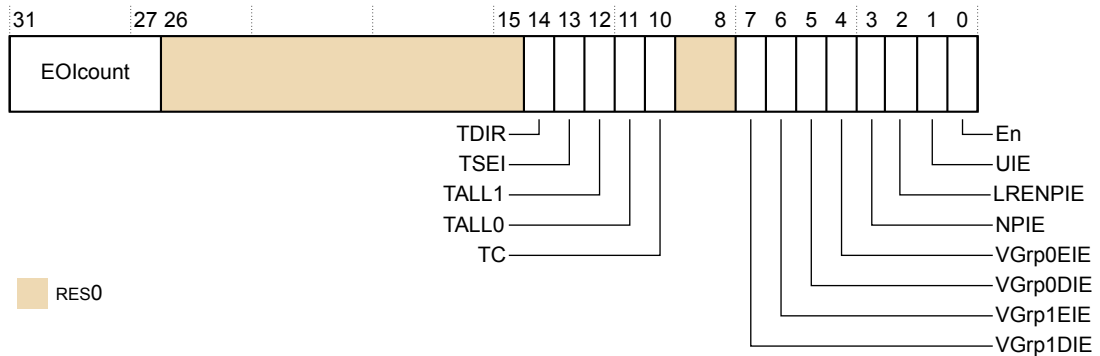 31 27 26 15 14 13 12 11 10 8 7 6 5 4 3 2 1 0
EOIcount
TDIR En
TSEI UIE
TALL1 LRENPIE
TALL0 NPIE
TC VGrp0EIE
RES0 VGrp0DIE
VGrp1EIE
VGrp1DIE